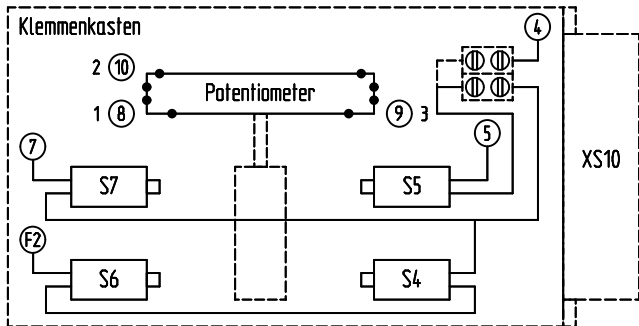 Klemmenkasten
4
2 10
Potentiometer
1 8
9 3
7
5
XS10
S7
S5
F2
S6
S4